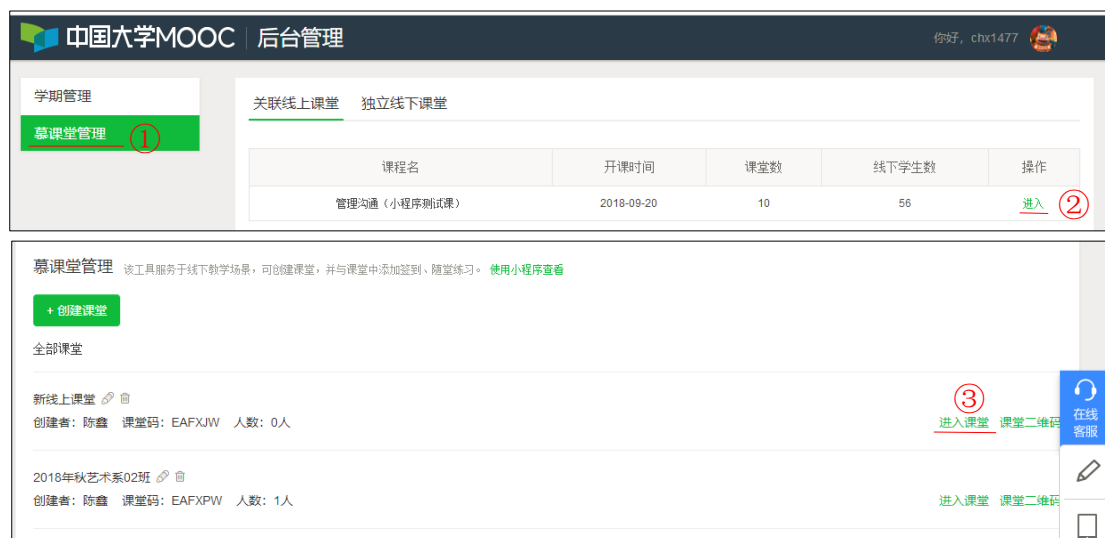 中国大学MOOC 后台管理 你好，chx1477
学期管理
慕课堂管理 ①
关联线上课堂 独立线下课堂
课程名 开课时间 课堂数 线下学生数 操作
管理沟通（小程序测试课） 2018-09-20 10 56 进入 ②
慕课堂管理 该工具服务于线下教学场景，可创建课堂，并与课堂中添加签到、随堂练习。 使用小程序查看
+ 创建课堂
全部课堂
新线上课堂
③
创建者：陈鑫 课堂码：EAFXJW 人数：0人 进入课堂 课堂二维码
在线
客服
2018年秋艺术系02班
创建者：陈鑫 课堂码：EAFXPW 人数：1人 进入课堂 课堂二维码